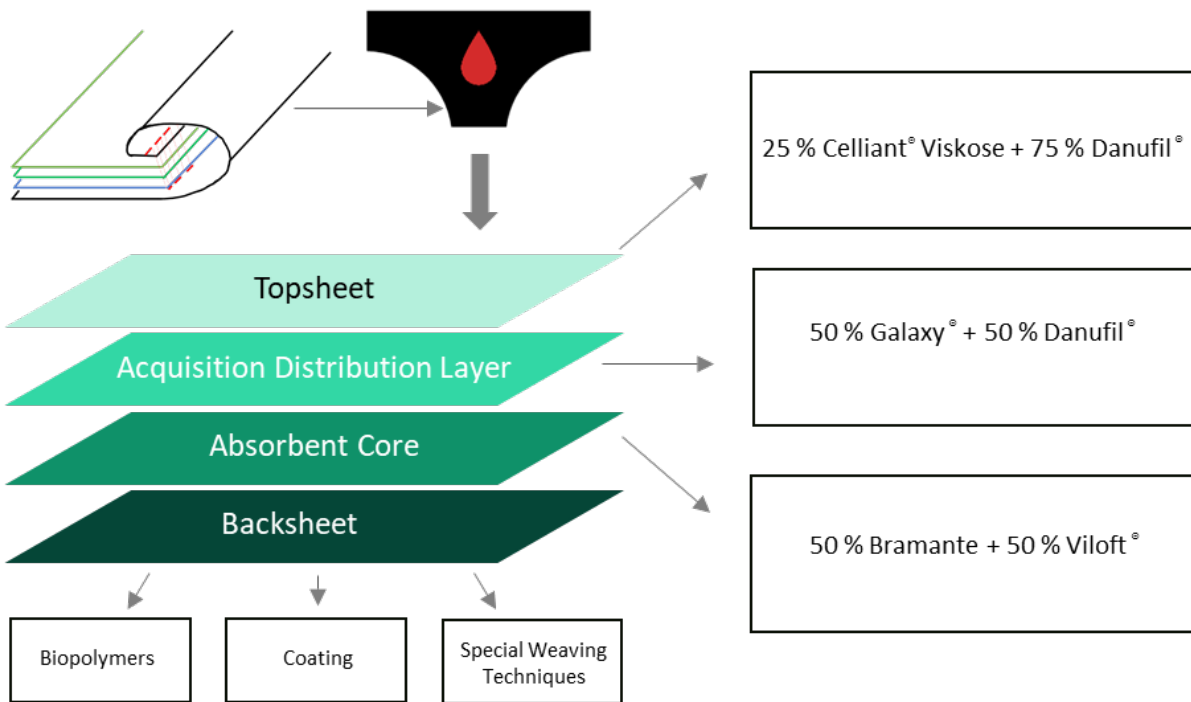 25 % Celliant® Viskose + 75 % Danufil®
Topsheet
50 % Galaxy® + 50 % Danufil®
Acquisition Distribution Layer
Absorbent Core
Backsheet
50 % Bramante + 50 % Viloft®
Biopolymers
Coating
Special Weaving
Techniques